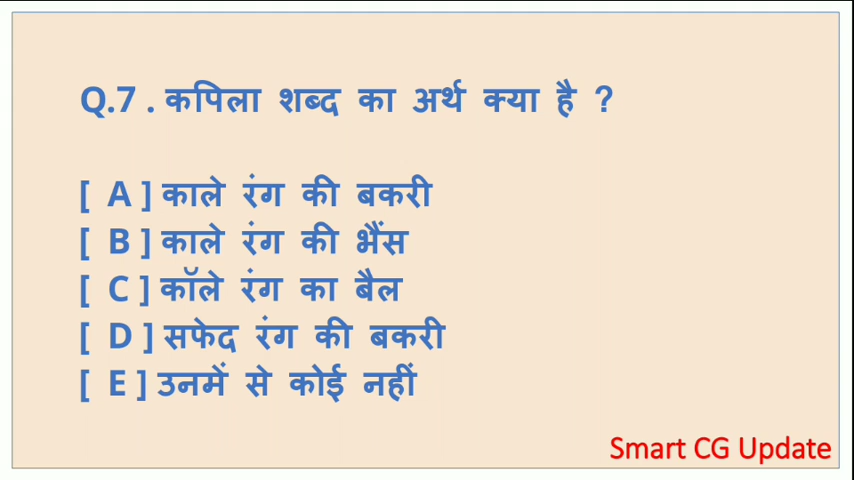 Q.7 . कपिला शब्द का अर्थ क्या है ?
[ A ] काले रंग की बकरी
[ B ] काले रंग की भैंस
[ C ] कॉले रंग का बैल
[ D ] सफेद रंग की बकरी
[ E ] उनमें से कोई नहीं
Smart CG Update